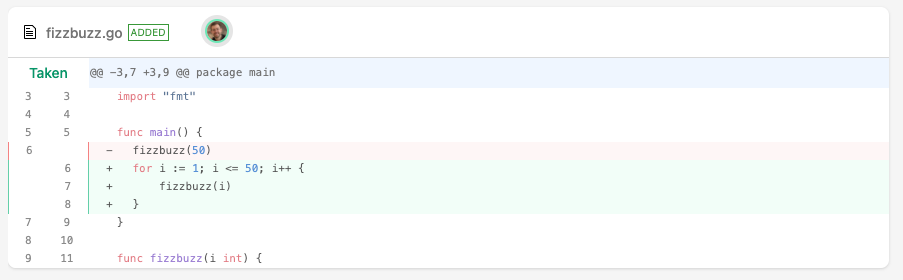 fizzbuzz.go ADDED
Taken @@ -3,7 +3,9 @@ package main
3 3 import "fmt"
4 4
5 5 func main() {
6 - fizzbuzz(50)
6 + for i := 1; i <= 50; i++ {
7 + fizzbuzz(i)
8 + }
7 9 }
8 10
9 11 func fizzbuzz(i int) {